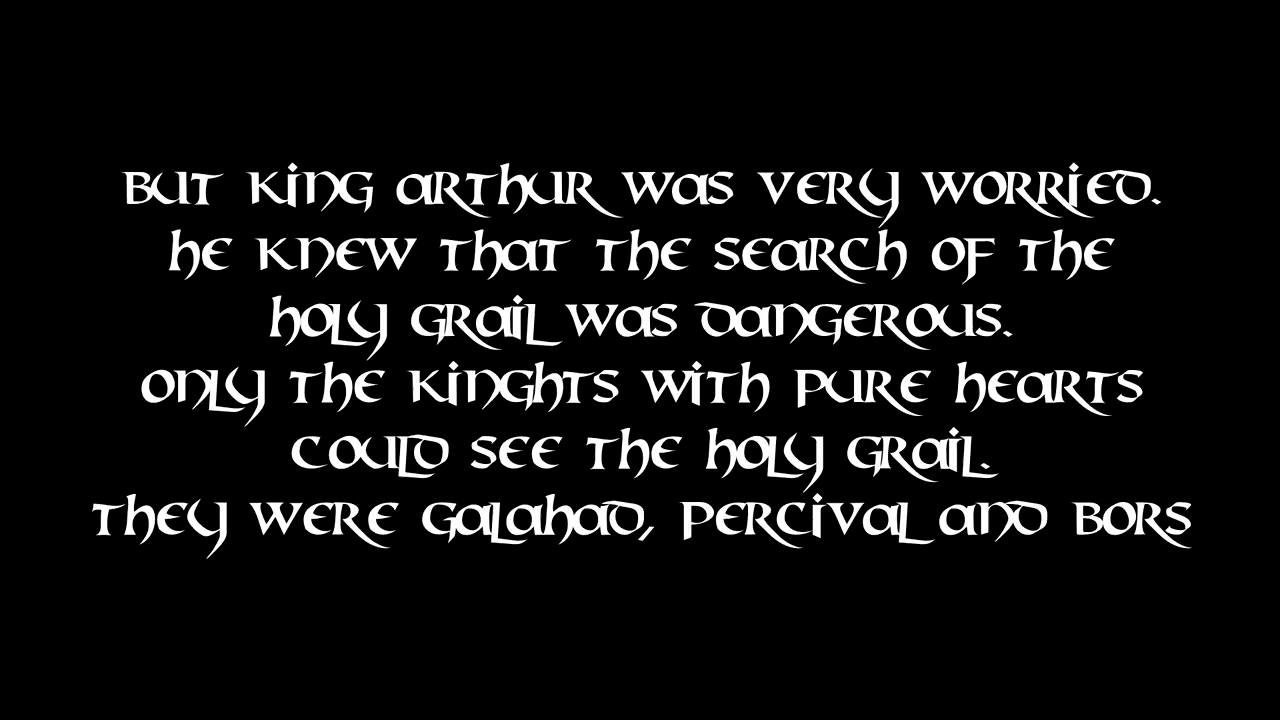 But King Arthur was very worried.
He knew that the search of the
Holy Grail was dangerous.
Only the kinghts with pure hearts
could see the Holy Grail.
They were Galahad, Percival and Bors